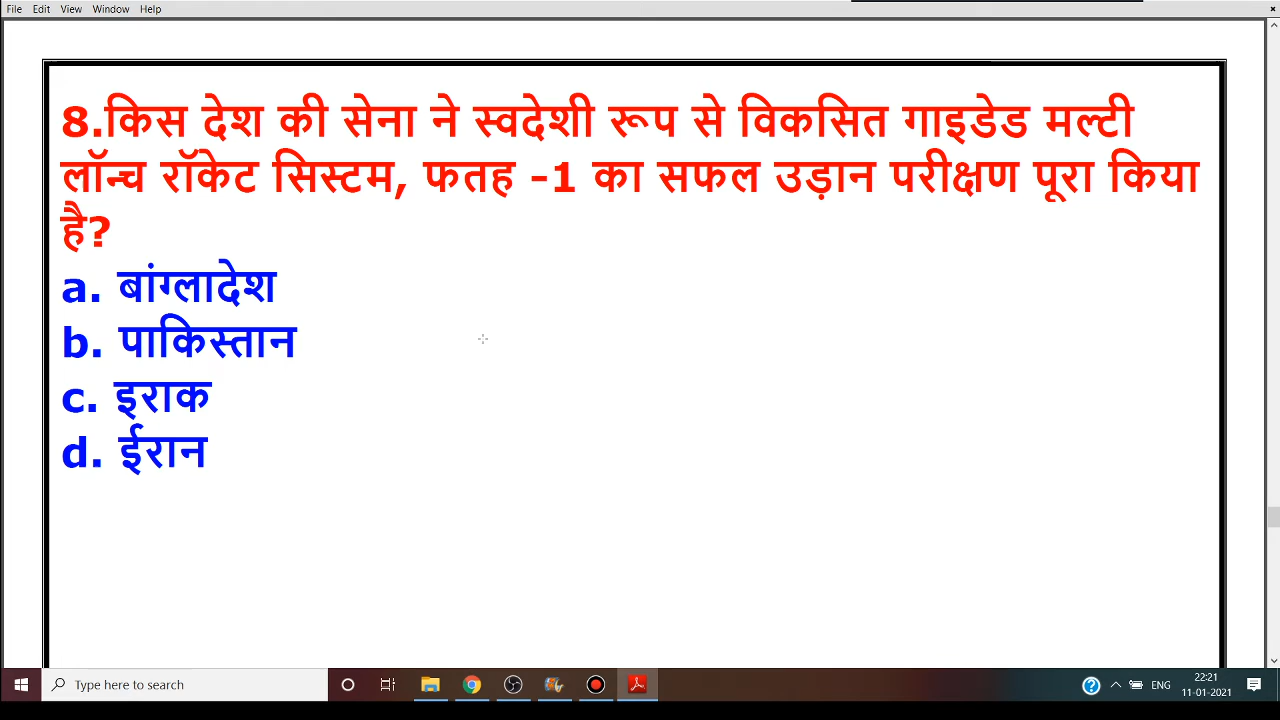 File Edit View Window Help
8.किस देश की सेना ने स्वदेशी रूप से विकसित गाइडेड मल्टी
लॉन्च रॉकेट सिस्टम, फतह -1 का सफल उड़ान परीक्षण पूरा किया
है?
a. बांग्लादेश
b. पाकिस्तान
c. इराक
d. ईरान
Type here to search
ENG
22:21
11-01-2021